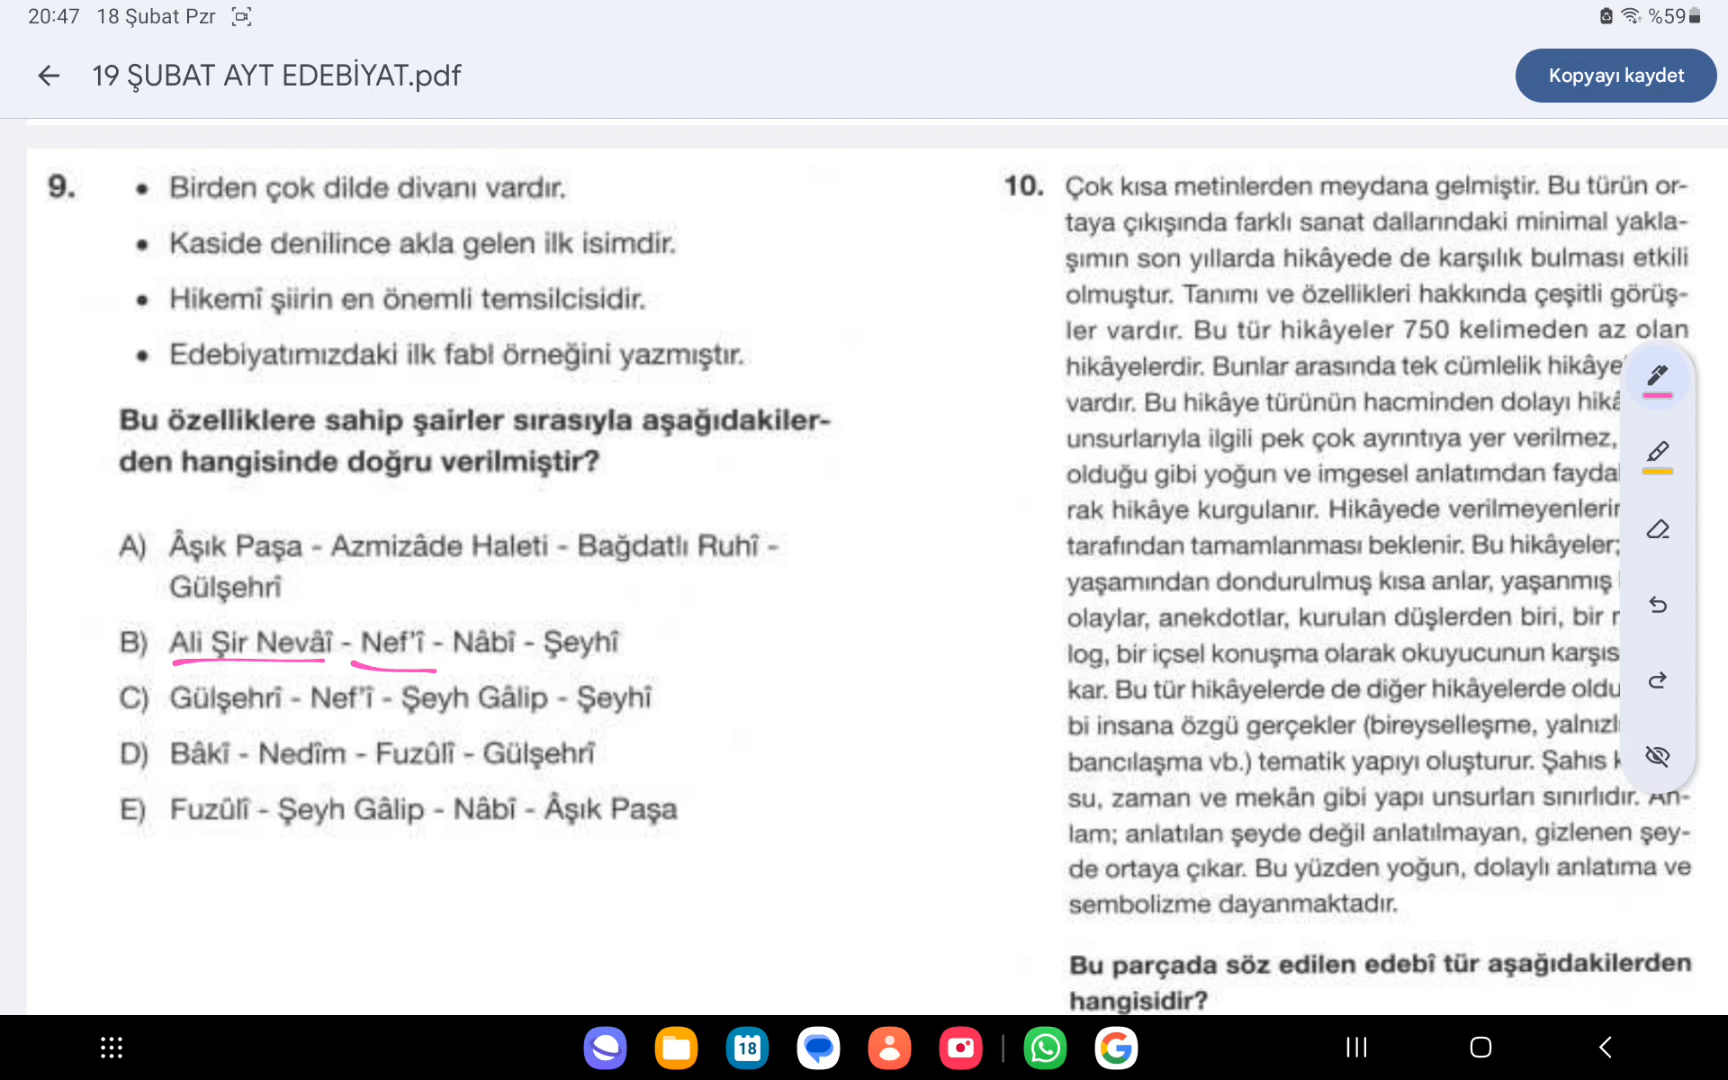 20:47 18 Şubat Pzr
%59
19 ŞUBAT AYT EDEBİYAT.pdf
Kopyayı kaydet
9.
• Birden çok dilde divanı vardır.
• Kaside denilince akla gelen ilk isimdir.
• Hikemî şiirin en önemli temsilcisidir.
• Edebiyatımızdaki ilk fabl örneğini yazmıştır.
Bu özelliklere sahip şairler sırasıyla aşağıdakiler-
den hangisinde doğru verilmiştir?
A) Âşık Paşa - Azmizâde Haleti - Bağdatlı Ruhî -
Gülşehrî
B) Ali Şir Nevâî - Nef'î - Nâbî - Şeyhî
C) Gülşehrî - Nef'î - Şeyh Gâlip - Şeyhî
D) Bâkî - Nedîm - Fuzûlî - Gülşehrî
E) Fuzûlî - Şeyh Gâlip - Nâbî - Âşık Paşa
10. Çok kısa metinlerden meydana gelmiştir. Bu türün or-
taya çıkışında farklı sanat dallarındaki minimal yakla-
şımın son yıllarda hikâyede de karşılık bulması etkili
olmuştur. Tanımı ve özellikleri hakkında çeşitli görüş-
ler vardır. Bu tür hikâyeler 750 kelimeden az olan
hikâyelerdir. Bunlar arasında tek cümlelik hikâye
vardır. Bu hikâye türünün hacminden dolayı hikâ
unsurlarıyla ilgili pek çok ayrıntıya yer verilmez,
olduğu gibi yoğun ve imgesel anlatımdan faydal
rak hikâye kurgulanır. Hikâyede verilmeyenlerin
tarafından tamamlanması beklenir. Bu hikâyeler;
yaşamından dondurulmuş kısa anlar, yaşanmış
olaylar, anekdotlar, kurulan düşlerden biri, bir
log, bir içsel konuşma olarak okuyucunun karşıs
kar. Bu tür hikâyelerde de diğer hikâyelerde oldu
bi insana özgü gerçekler (bireyselleşme, yalnızl
bancılaşma vb.) tematik yapıyı oluşturur. Şahıs
su, zaman ve mekân gibi yapı unsurları sınırlıdır. An-
lam; anlatılan şeyde değil anlatılmayan, gizlenen şey-
de ortaya çıkar. Bu yüzden yoğun, dolaylı anlatıma ve
sembolizme dayanmaktadır.
Bu parçada söz edilen edebî tür aşağıdakilerden
hangisidir?
18